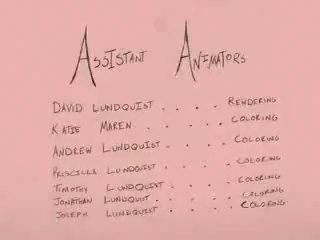 ASSISTANT ANIMATORS
DAVID LUNDQUIST . . . . RENDERING
KATIE MAREN . . . . COLORING
ANDREW LUNDQUIST . . . COLORING
PRISCILLA LUNDQUIST . . . COLORING
TIMOTHY LUNDQUIST . . . COLORING
JONATHAN LUNDQUIST . . . COLORING
JOSEPH LUNDQUIST . . . COLORING